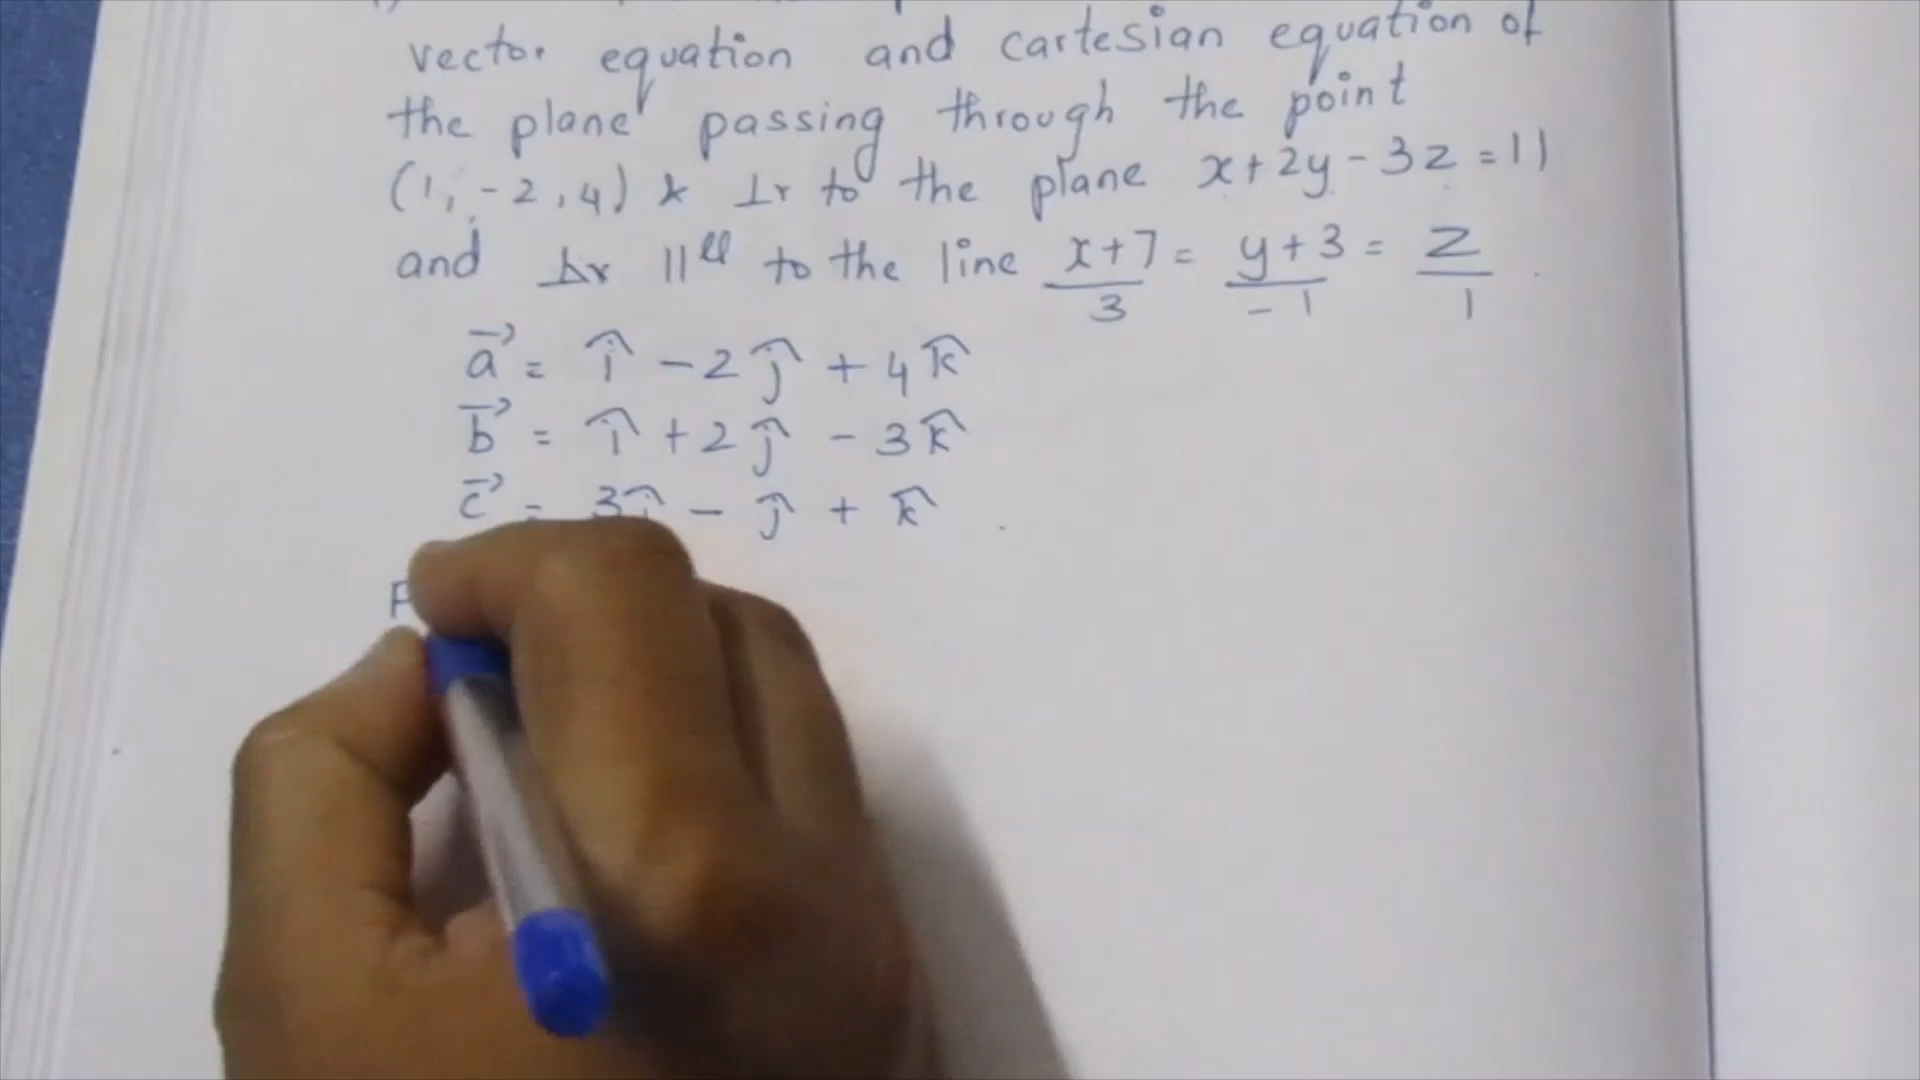 vector equation and cartesian equation of
the plane passing through the point
(1, -2, 4) & ⊥r to the plane x+2y-3z=11
and ||ˡˡ to the line x+7/3 = y+3/-1 = z/1
a⃗ = î - 2ĵ + 4k̂
b⃗ = î + 2ĵ - 3k̂
c⃗ = 3î - ĵ + k̂